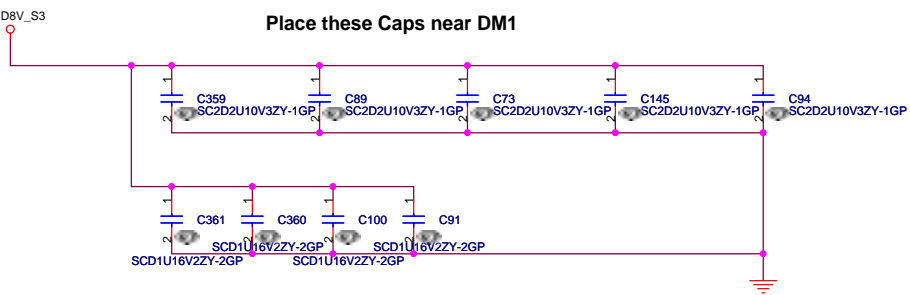 D8V_S3
Place these Caps near DM1
1 1 1 1 1
C359 C89 C73 C145 C94
SC2D2U10V3ZY-1GP SC2D2U10V3ZY-1GP SC2D2U10V3ZY-1GP SC2D2U10V3ZY-1GP SC2D2U10V3ZY-1GP
2 2 2 2 2
1 1 1 1
C361 C360 C100 C91
2 2 2 2
SCD1U16V2ZY-2GP SCD1U16V2ZY-2GP
SCD1U16V2ZY-2GP SCD1U16V2ZY-2GP